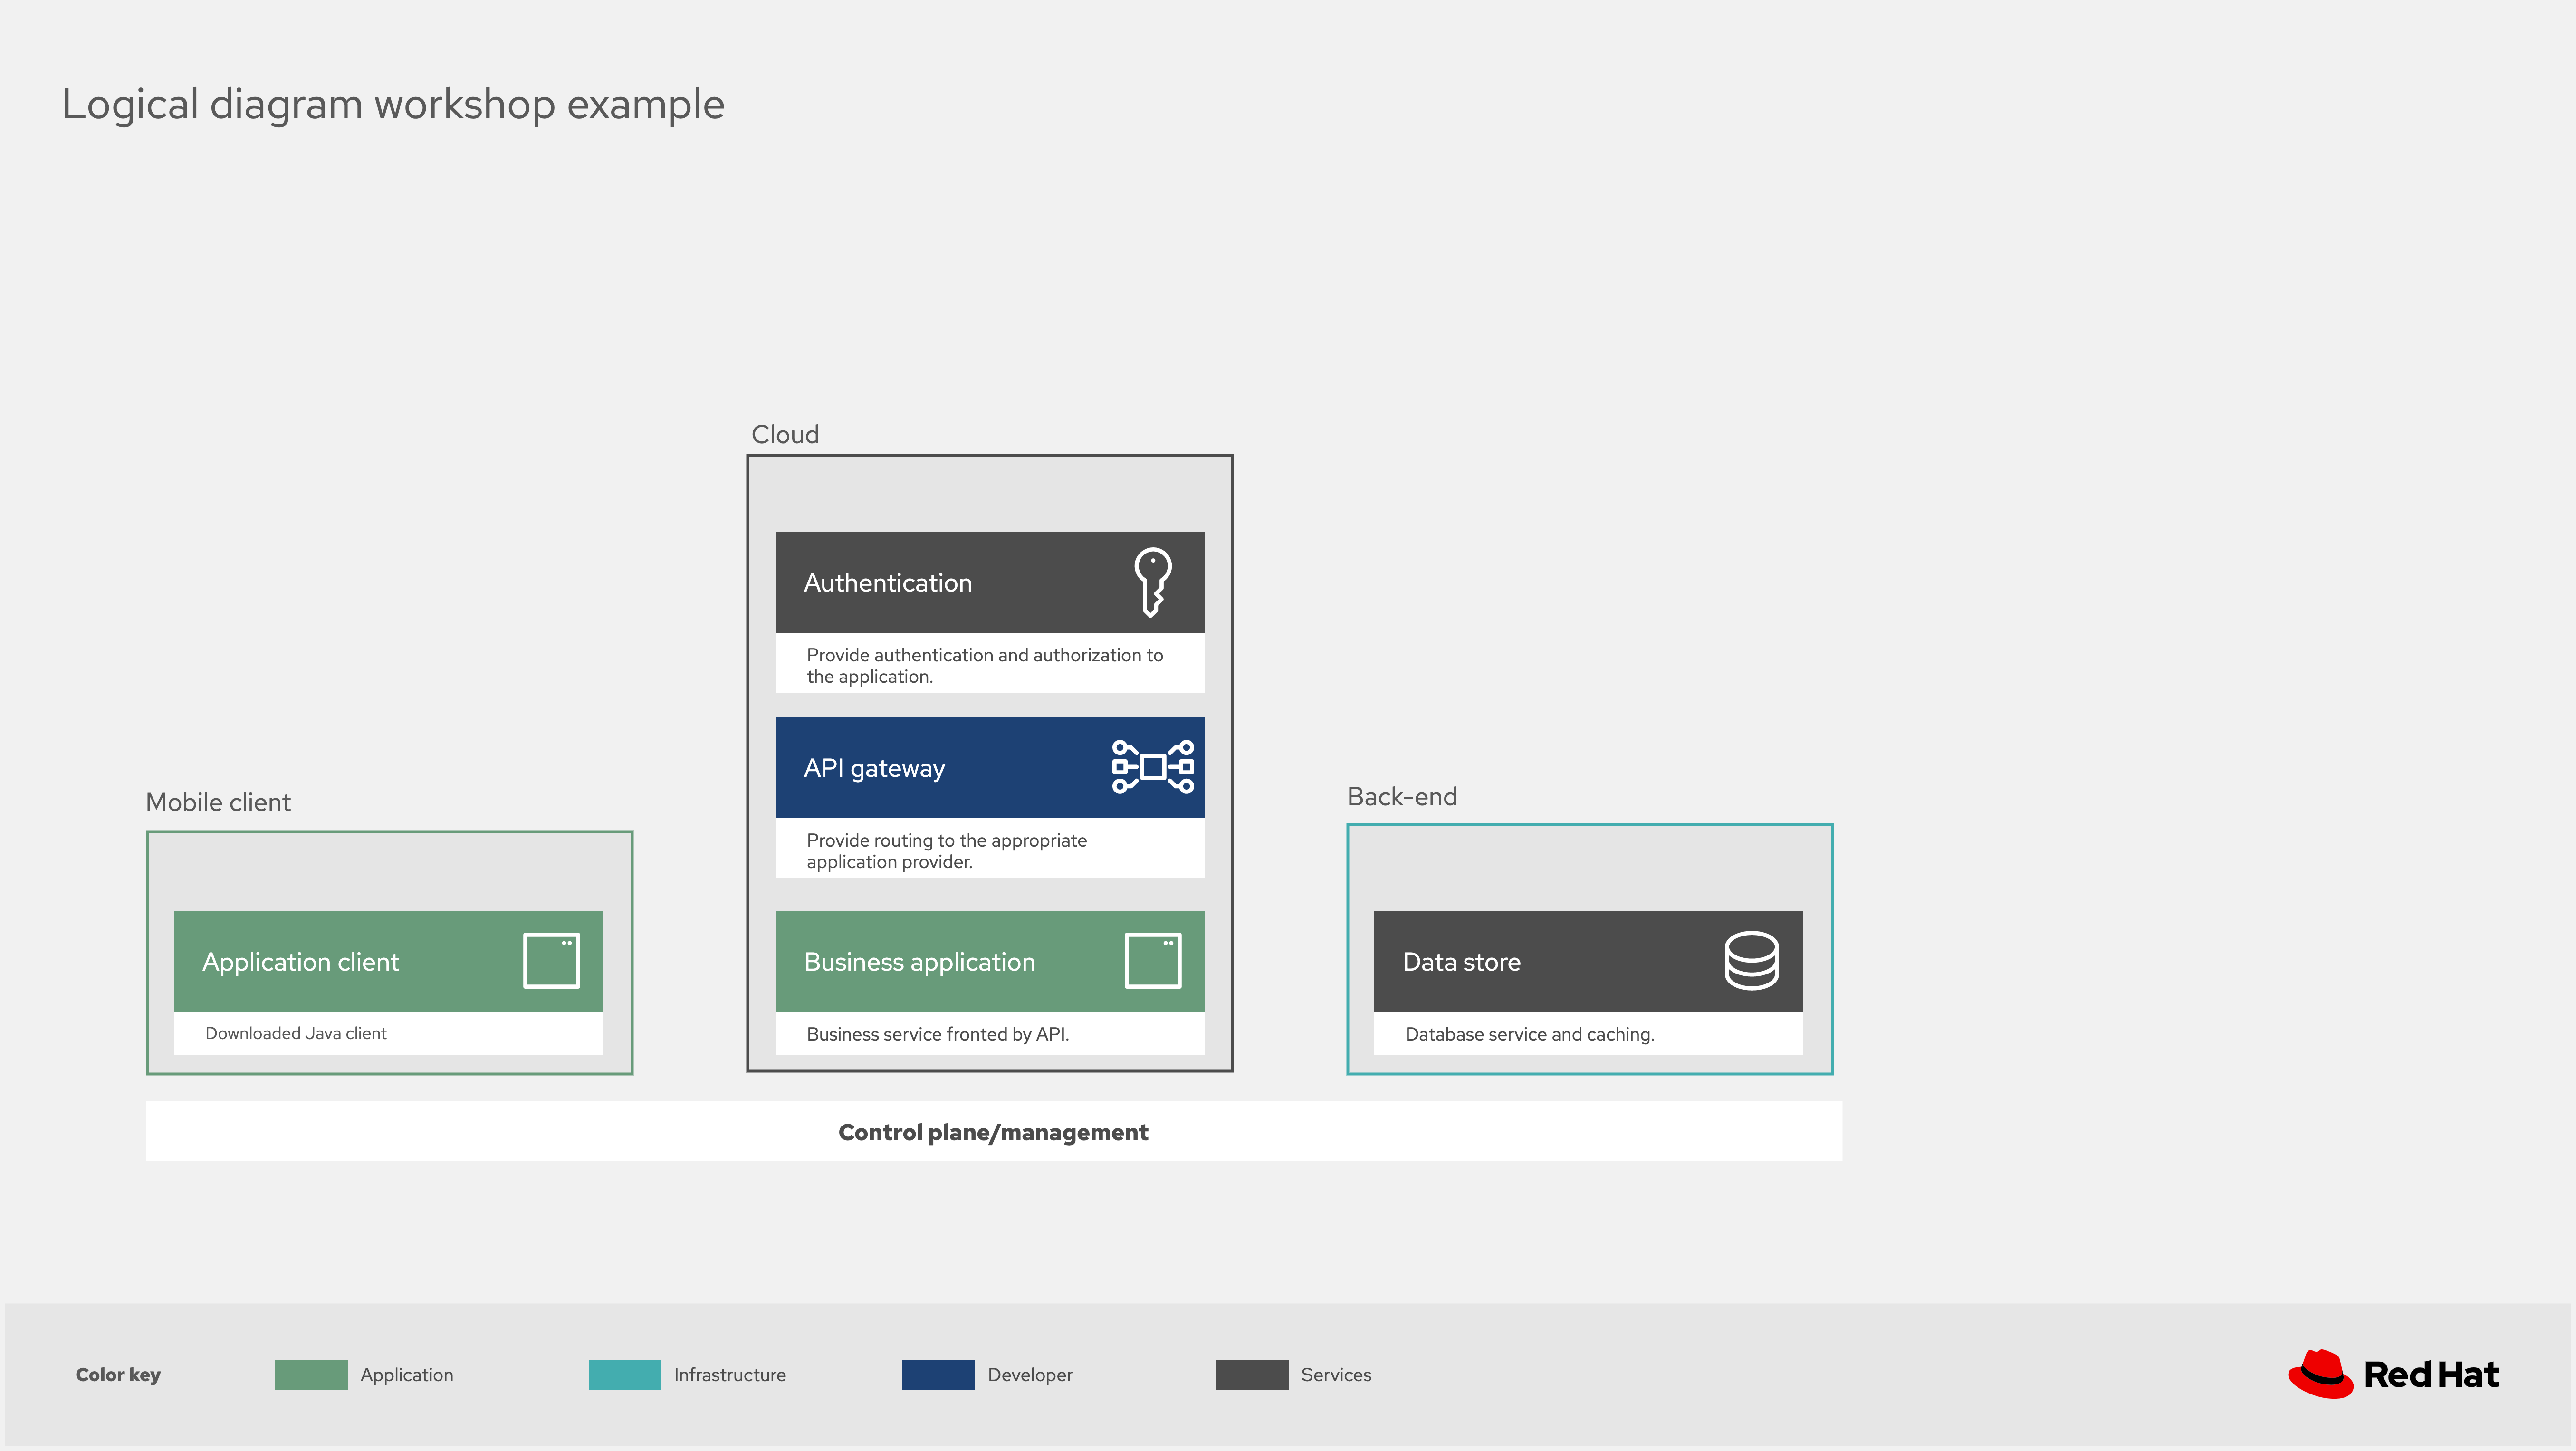 Logical diagram workshop example
Cloud
Authentication
Provide authentication and authorization to
the application.
API gateway
Provide routing to the appropriate
application provider.
Mobile client
Application client
Downloaded Java client
Business application
Business service fronted by API.
Back-end
Data store
Database service and caching.
Control plane/management
Color key
Application
Infrastructure
Developer
Services
Red Hat